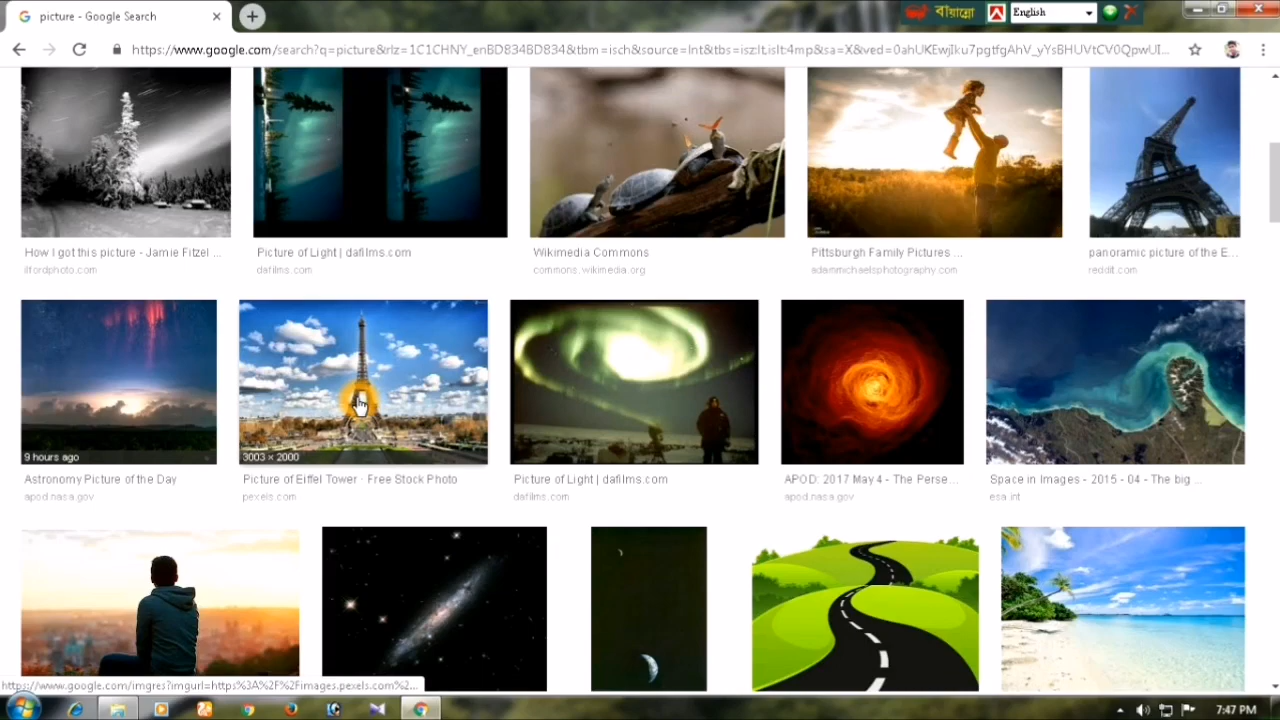 picture - Google Search
বায়ান্নো
English
https://www.google.com/search?q=picture&rlz=1C1CHNY_enBD834BD834&tbm=isch&source=lnt&tbs=isz:lt,islt:4mp&sa=X&ved=0ahUKEwjIku7pgtfgAhV_yYsBHUVtCV0QpwUI...
How I got this picture - Jamie Fitzel ...
Picture of Light | dafilms.com
Wikimedia Commons
Pittsburgh Family Pictures ...
panoramic picture of the E...
ilfordphoto.com
dafilms.com
commons.wikimedia.org
adammichaelsphotography.com
reddit.com
9 hours ago
3003 × 2000
Astronomy Picture of the Day
Picture of Eiffel Tower · Free Stock Photo
Picture of Light | dafilms.com
APOD: 2017 May 4 - The Perse...
Space in Images - 2015 - 04 - The big ...
apod.nasa.gov
pexels.com
dafilms.com
apod.nasa.gov
esa.int
https://www.google.com/imgres?imgurl=https%3A%2F%2Fimages.pexels.com%2...
7:47 PM